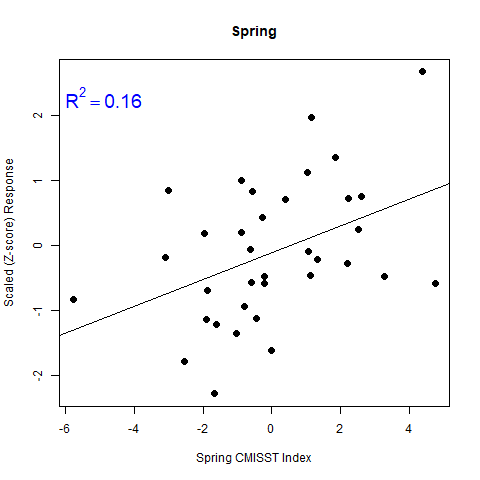 Spring
R² = 0.16
Scaled (Z-score) Response
2
1
0
-1
-2
-6 -4 -2 0 2 4
Spring CMISST Index